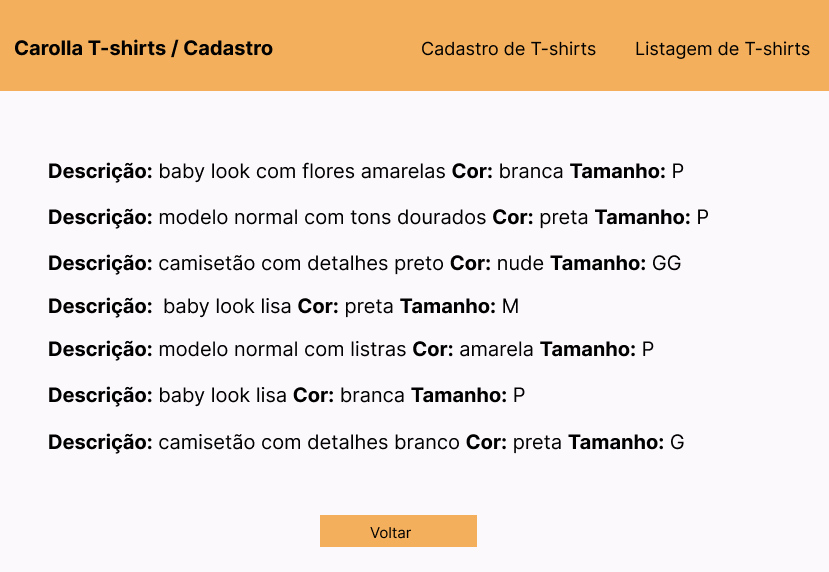 Carolla T-shirts / Cadastro Cadastro de T-shirts Listagem de T-shirts
Descrição: baby look com flores amarelas Cor: branca Tamanho: P
Descrição: modelo normal com tons dourados Cor: preta Tamanho: P
Descrição: camisetão com detalhes preto Cor: nude Tamanho: GG
Descrição: baby look lisa Cor: preta Tamanho: M
Descrição: modelo normal com listras Cor: amarela Tamanho: P
Descrição: baby look lisa Cor: branca Tamanho: P
Descrição: camisetão com detalhes branco Cor: preta Tamanho: G
Voltar